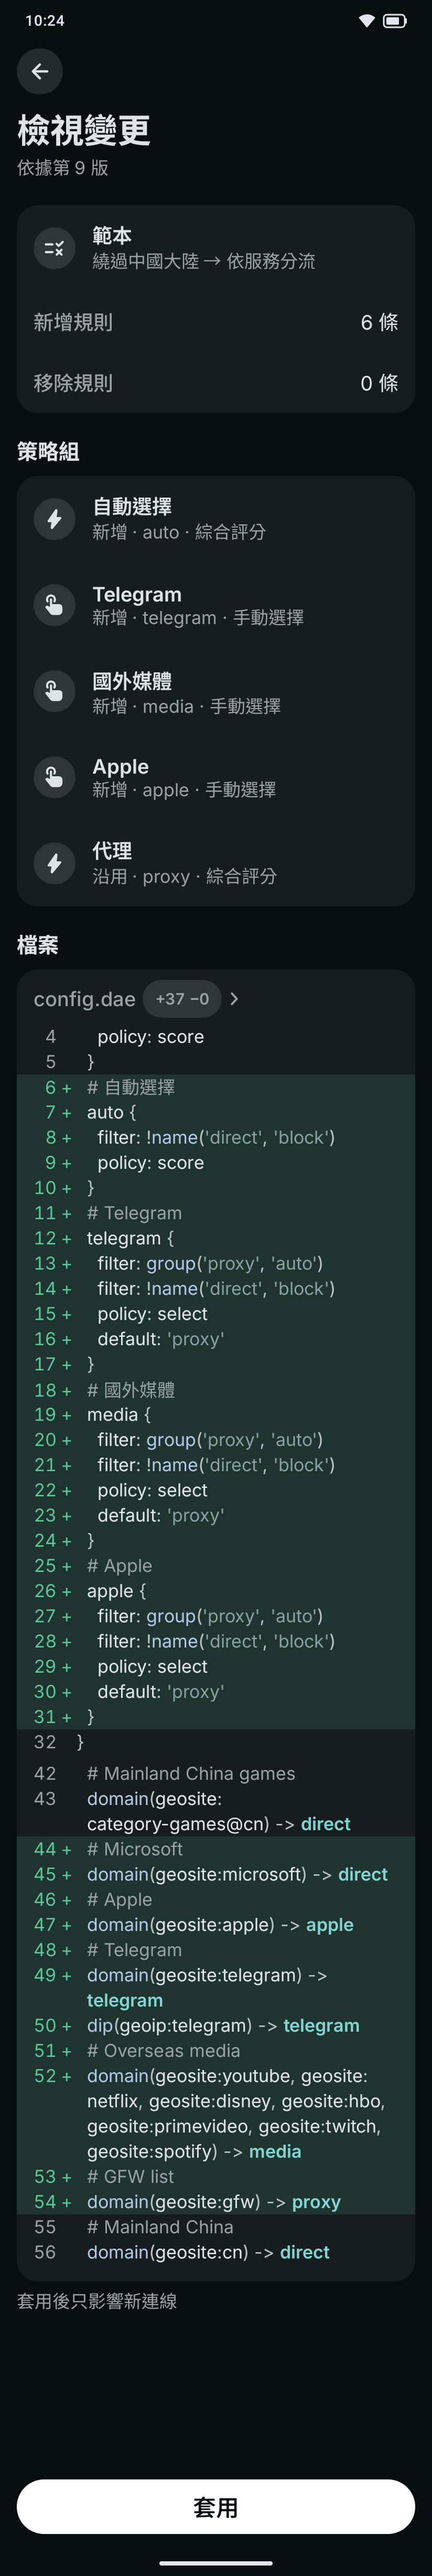 10:24
檢視變更
依據第 9 版
範本
繞過中國大陸 → 依服務分流
新增規則 6 條
移除規則 0 條
策略組
自動選擇
新增 · auto · 綜合評分
Telegram
新增 · telegram · 手動選擇
國外媒體
新增 · media · 手動選擇
Apple
新增 · apple · 手動選擇
代理
沿用 · proxy · 綜合評分
檔案
config.dae +37 −0
4 policy: score
5 }
6 + # 自動選擇
7 + auto {
8 + filter: !name('direct', 'block')
9 + policy: score
10 + }
11 + # Telegram
12 + telegram {
13 + filter: group('proxy', 'auto')
14 + filter: !name('direct', 'block')
15 + policy: select
16 + default: 'proxy'
17 + }
18 + # 國外媒體
19 + media {
20 + filter: group('proxy', 'auto')
21 + filter: !name('direct', 'block')
22 + policy: select
23 + default: 'proxy'
24 + }
25 + # Apple
26 + apple {
27 + filter: group('proxy', 'auto')
28 + filter: !name('direct', 'block')
29 + policy: select
30 + default: 'proxy'
31 + }
32 }
42 # Mainland China games
43 domain(geosite:
category-games@cn) -> direct
44 + # Microsoft
45 + domain(geosite:microsoft) -> direct
46 + # Apple
47 + domain(geosite:apple) -> apple
48 + # Telegram
49 + domain(geosite:telegram) ->
telegram
50 + dip(geoip:telegram) -> telegram
51 + # Overseas media
52 + domain(geosite:youtube, geosite:
netflix, geosite:disney, geosite:hbo,
geosite:primevideo, geosite:twitch,
geosite:spotify) -> media
53 + # GFW list
54 + domain(geosite:gfw) -> proxy
55 # Mainland China
56 domain(geosite:cn) -> direct
套用後只影響新連線
套用